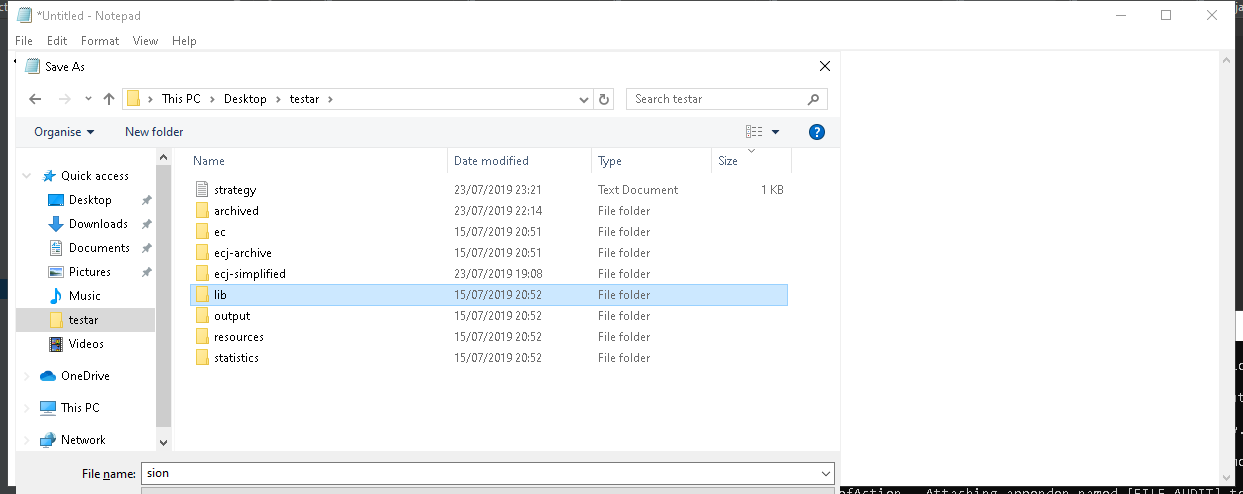 *Untitled - Notepad
File Edit Format View Help
Save As
This PC Desktop testar Search testar
Organise New folder
Name Date modified Type Size
Quick access
Desktop
Downloads
Documents
Pictures
Music
testar
Videos
OneDrive
This PC
Network
strategy 23/07/2019 23:21 Text Document 1 KB
archived 23/07/2019 22:14 File folder
ec 15/07/2019 20:51 File folder
ecj-archive 15/07/2019 20:51 File folder
ecj-simplified 23/07/2019 19:08 File folder
lib 15/07/2019 20:52 File folder
output 15/07/2019 20:52 File folder
resources 15/07/2019 20:52 File folder
statistics 15/07/2019 20:52 File folder
File name: sion